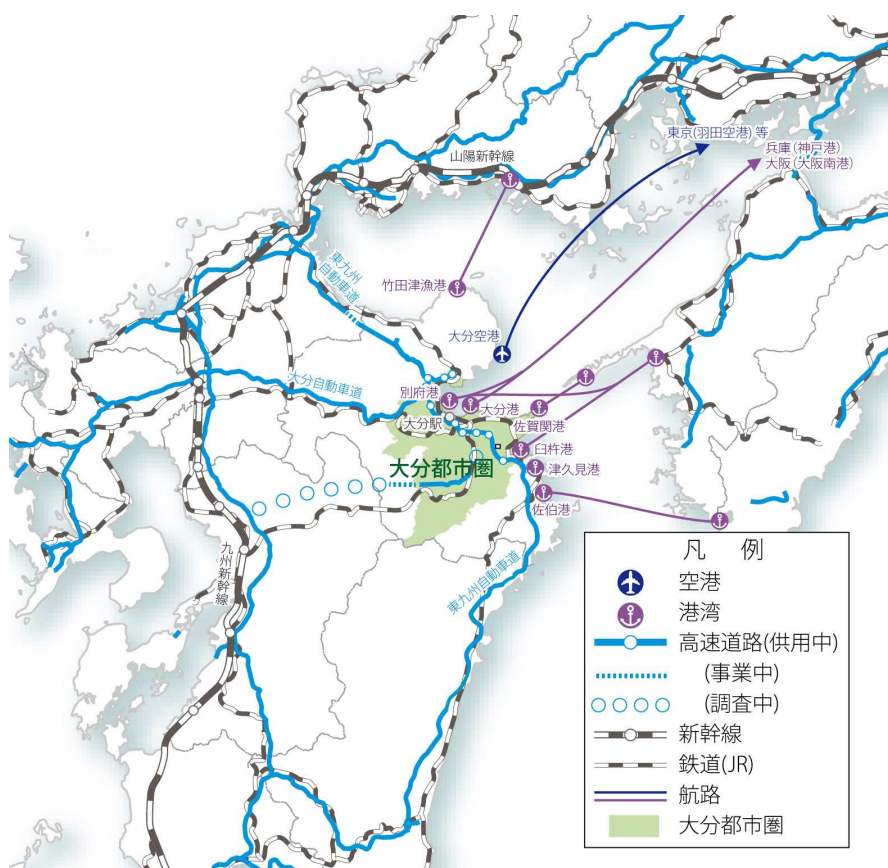 東京(羽田空港)等
兵庫(神戸港)
大阪(大阪南港)
山陽新幹線
東九州
自動車道
竹田津漁港
大分空港
大分自動車道
別府港
大分港
大分駅
佐賀関港
臼杵港
大分都市圏
津久見港
佐伯港
九州新幹線
東九州自動車道
凡 例
空港
港湾
高速道路(供用中)
(事業中)
(調査中)
新幹線
鉄道(JR)
航路
大分都市圏